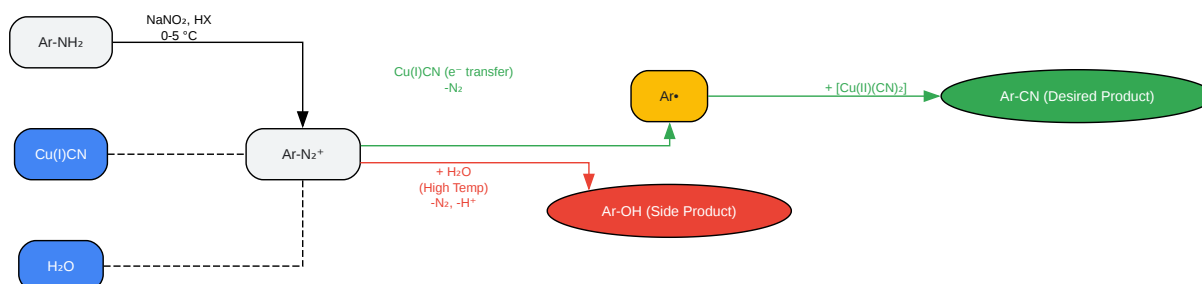 NaNO₂, HX
0-5 °C
Ar-NH₂
Cu(I)CN (e⁻ transfer)
-N₂
Ar•
+ [Cu(II)(CN)₂]
Ar-CN (Desired Product)
Cu(I)CN
Ar-N₂⁺
+ H₂O
(High Temp)
-N₂, -H⁺
Ar-OH (Side Product)
H₂O